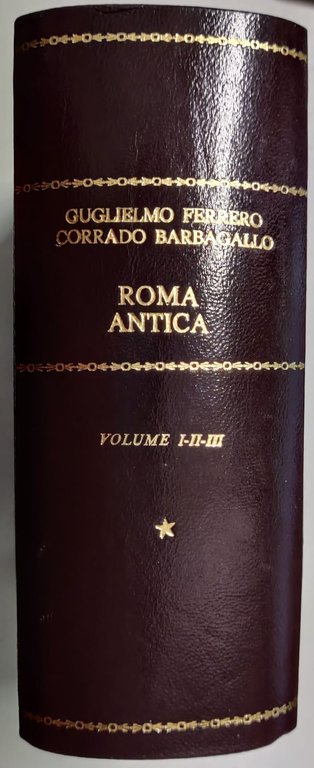 GUGLIELMO FERRERO
CORRADO BARBAGALLO
ROMA
ANTICA
VOLUME I-II-III